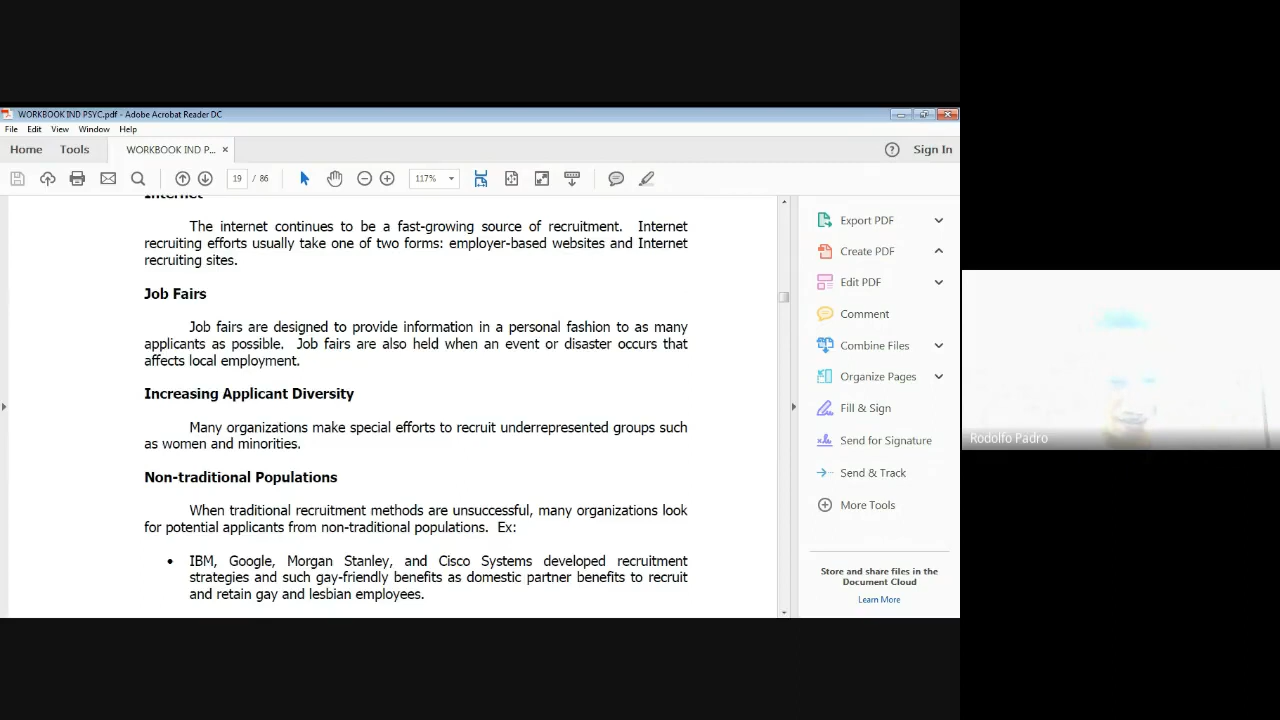 WORKBOOK IND PSYC.pdf - Adobe Acrobat Reader DC
File Edit View Window Help
Home Tools WORKBOOK IND P... × Sign In
19 / 86 117%
Internet
The internet continues to be a fast-growing source of recruitment. Internet
recruiting efforts usually take one of two forms: employer-based websites and Internet
recruiting sites.
Job Fairs
Job fairs are designed to provide information in a personal fashion to as many
applicants as possible. Job fairs are also held when an event or disaster occurs that
affects local employment.
Increasing Applicant Diversity
Many organizations make special efforts to recruit underrepresented groups such
as women and minorities.
Non-traditional Populations
When traditional recruitment methods are unsuccessful, many organizations look
for potential applicants from non-traditional populations. Ex:
• IBM, Google, Morgan Stanley, and Cisco Systems developed recruitment
strategies and such gay-friendly benefits as domestic partner benefits to recruit
and retain gay and lesbian employees.
Export PDF
Create PDF
Edit PDF
Comment
Combine Files
Organize Pages
Fill & Sign
Send for Signature
Send & Track
More Tools
Store and share files in the
Document Cloud
Learn More
Rodolfo Padro